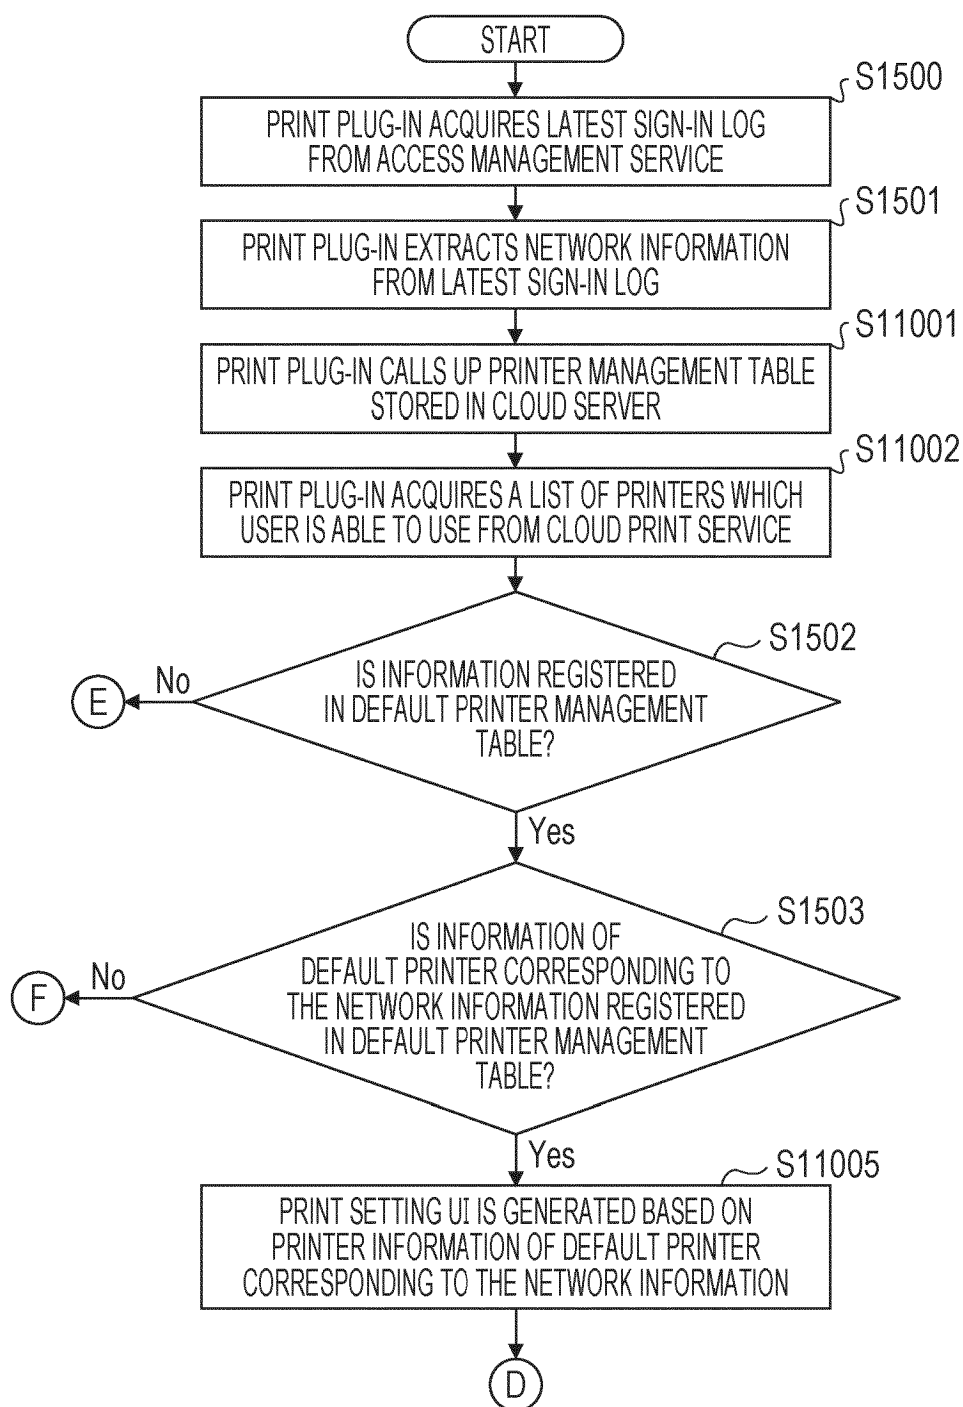 START
S1500
PRINT PLUG-IN ACQUIRES LATEST SIGN-IN LOG
FROM ACCESS MANAGEMENT SERVICE
S1501
PRINT PLUG-IN EXTRACTS NETWORK INFORMATION
FROM LATEST SIGN-IN LOG
S11001
PRINT PLUG-IN CALLS UP PRINTER MANAGEMENT TABLE
STORED IN CLOUD SERVER
S11002
PRINT PLUG-IN ACQUIRES A LIST OF PRINTERS WHICH
USER IS ABLE TO USE FROM CLOUD PRINT SERVICE
S1502
IS INFORMATION REGISTERED
IN DEFAULT PRINTER MANAGEMENT
TABLE?
No
E
Yes
S1503
IS INFORMATION OF
DEFAULT PRINTER CORRESPONDING TO
THE NETWORK INFORMATION REGISTERED
IN DEFAULT PRINTER MANAGEMENT
TABLE?
No
F
Yes
S11005
PRINT SETTING UI IS GENERATED BASED ON
PRINTER INFORMATION OF DEFAULT PRINTER
CORRESPONDING TO THE NETWORK INFORMATION
D